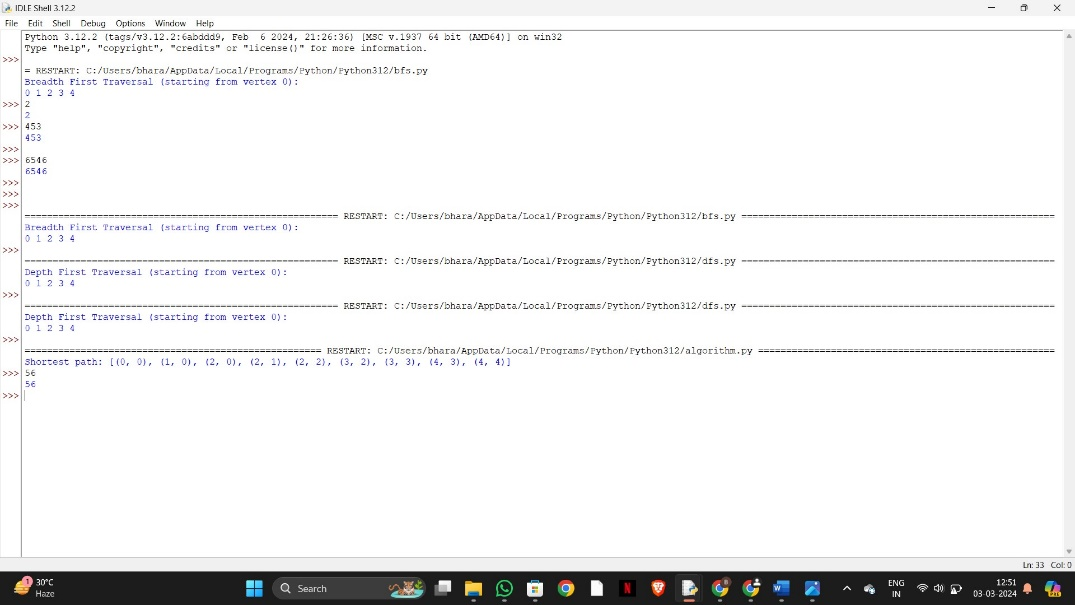 IDLE Shell 3.12.2
File Edit Shell Debug Options Window Help
Python 3.12.2 (tags/v3.12.2:6abddd9, Feb  6 2024, 21:26:36) [MSC v.1937 64 bit (AMD64)] on win32
Type "help", "copyright", "credits" or "license()" for more information.
>>>
= RESTART: C:/Users/bhara/AppData/Local/Programs/Python/Python312/bfs.py
Breadth First Traversal (starting from vertex 0):
0 1 2 3 4
>>> 2
2
>>> 453
453
>>>
>>> 6546
6546
>>>
>>>
>>>
======================================================== RESTART: C:/Users/bhara/AppData/Local/Programs/Python/Python312/bfs.py ========================================================
Breadth First Traversal (starting from vertex 0):
0 1 2 3 4
>>>
======================================================== RESTART: C:/Users/bhara/AppData/Local/Programs/Python/Python312/dfs.py ========================================================
Depth First Traversal (starting from vertex 0):
0 1 2 3 4
>>>
======================================================== RESTART: C:/Users/bhara/AppData/Local/Programs/Python/Python312/dfs.py ========================================================
Depth First Traversal (starting from vertex 0):
0 1 2 3 4
>>>
===================================================== RESTART: C:/Users/bhara/AppData/Local/Programs/Python/Python312/algorithm.py =====================================================
Shortest path: [(0, 0), (1, 0), (2, 0), (2, 1), (2, 2), (3, 2), (3, 3), (4, 3), (4, 4)]
>>> 56
56
>>>
Ln: 33 Col: 0
1
30°C
Haze
Search
N
W
ENG
IN
12:51
03-03-2024
PRE